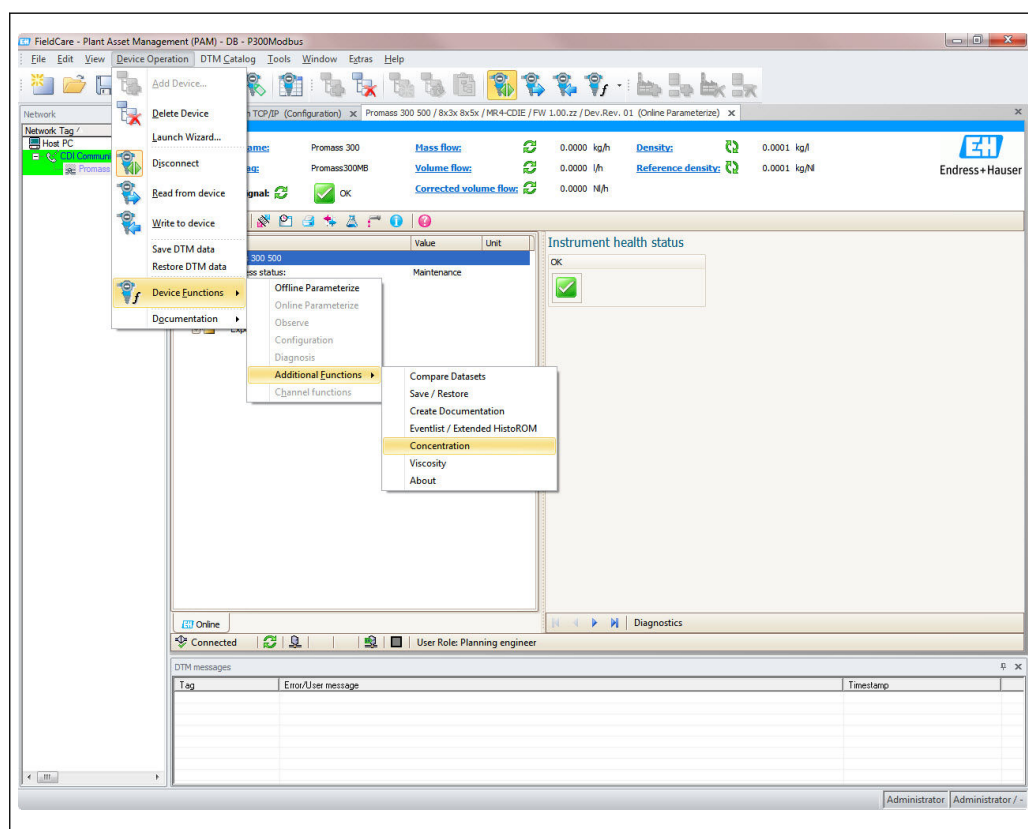 FieldCare - Plant Asset Management (PAM) - DB - P300Modbus
File Edit View Device Operation DTM Catalog Tools Window Extras Help
Network
TCP/IP (Configuration) Promass 300 500 / 8x3x 8x5x / MR4-CDIE / FW 1.00.zz / Dev.Rev. 01 (Online Parameterize)
Network Tag
Host PC
CDI Communi
Promass
Add Device...
Delete Device
Launch Wizard...
Disconnect
Read from device
Write to device
Save DTM data
Restore DTM data
Device Functions
Documentation
ame: Promass 300 Mass flow: 0.0000 kg/h Density: 0.0001 kg/l
ag: Promass300MB Volume flow: 0.0000 l/h Reference density: 0.0001 kg/Nl
ignal: OK Corrected volume flow: 0.0000 Nl/h
EH
Endress+Hauser
Value Unit
300 500
ss status: Maintenance
Instrument health status
OK
Offline Parameterize
Online Parameterize
Observe
Configuration
Diagnosis
Additional Functions
Channel functions
Compare Datasets
Save / Restore
Create Documentation
Eventlist / Extended HistoROM
Concentration
Viscosity
About
Online
Diagnostics
Connected User Role: Planning engineer
DTM messages
Tag Error/User message Timestamp
Administrator Administrator / -